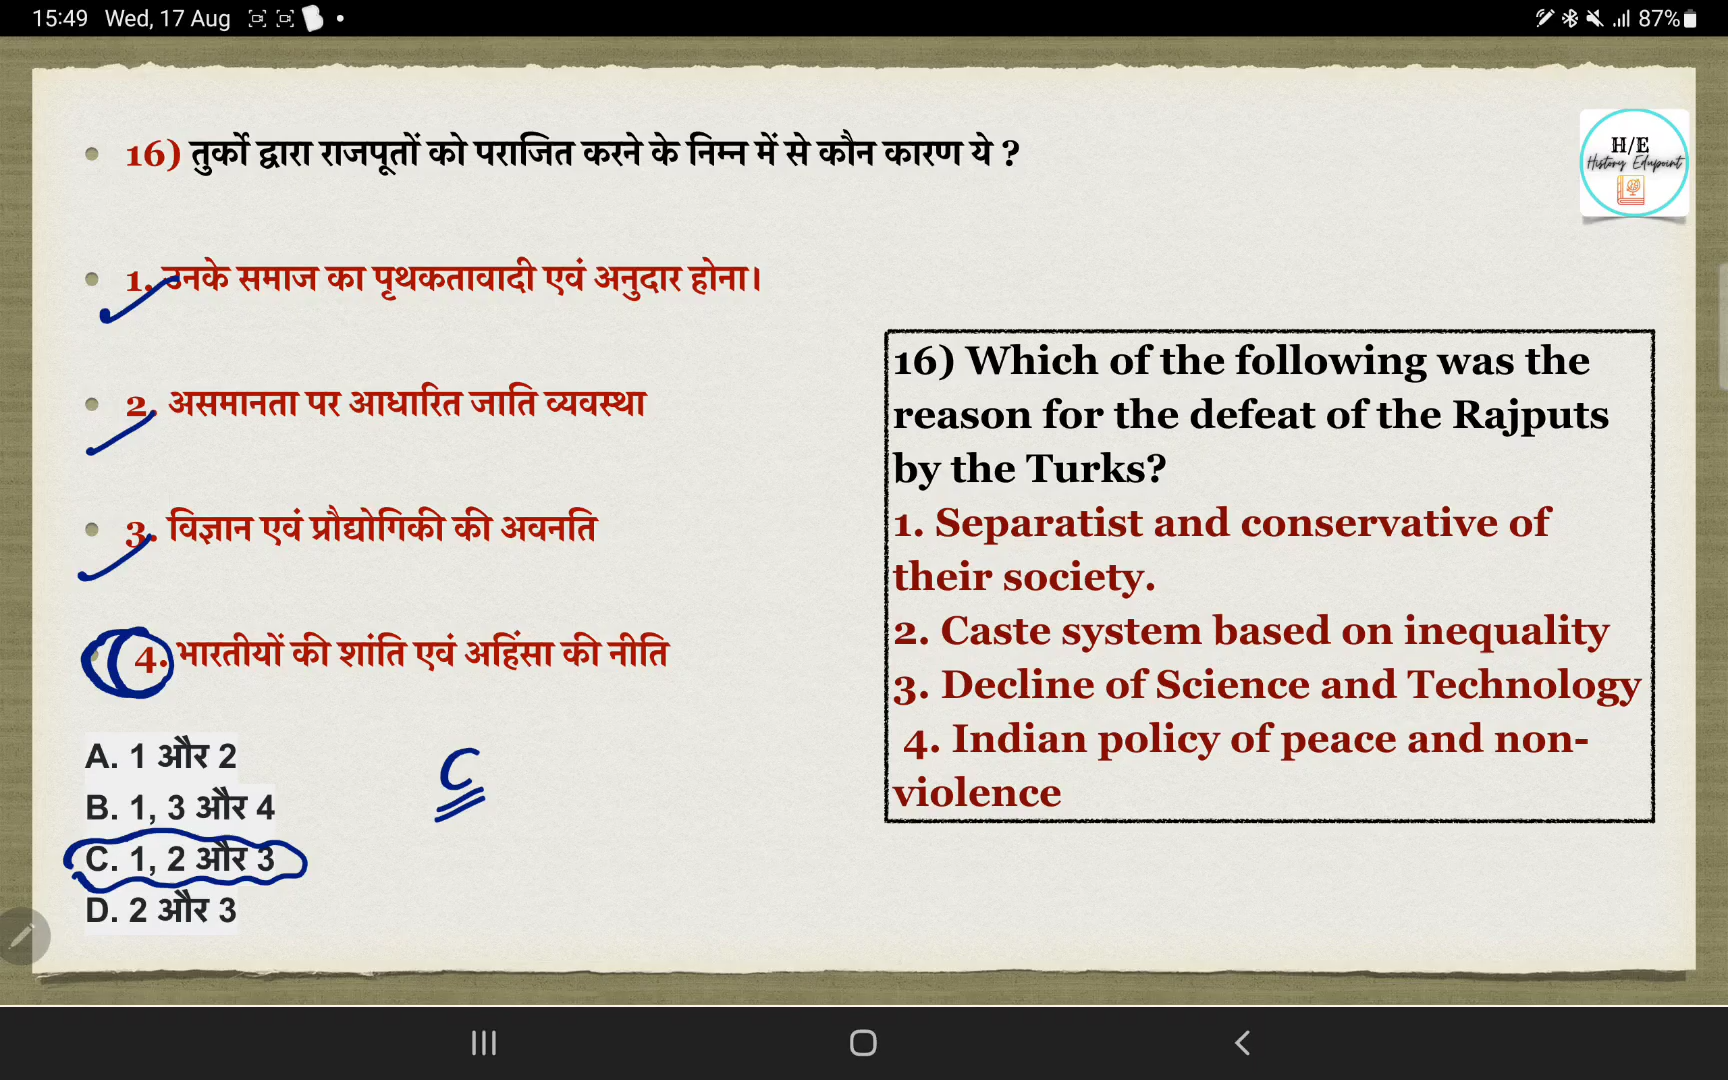 15:49 Wed, 17 Aug
87%
16) तुर्को द्वारा राजपूतों को पराजित करने के निम्न में से कौन कारण ये ?
H/E
History Edupoint
1. उनके समाज का पृथकतावादी एवं अनुदार होना।
2. असमानता पर आधारित जाति व्यवस्था
3. विज्ञान एवं प्रौद्योगिकी की अवनति
4. भारतीयों की शांति एवं अहिंसा की नीति
A. 1 और 2
B. 1, 3 और 4
C. 1, 2 और 3
D. 2 और 3
C
16) Which of the following was the
reason for the defeat of the Rajputs
by the Turks?
1. Separatist and conservative of
their society.
2. Caste system based on inequality
3. Decline of Science and Technology
4. Indian policy of peace and non-
violence